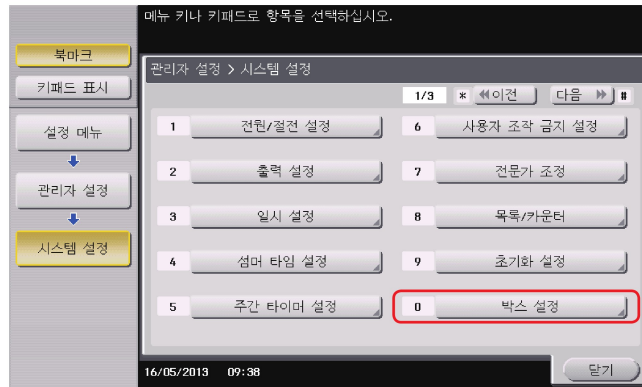 메뉴 키나 키패드로 항목을 선택하십시오.
북마크
키패드 표시
설정 메뉴
관리자 설정
시스템 설정
관리자 설정 > 시스템 설정
1/3 * ≪이전 다음 ≫ #
1 전원/절전 설정
6 사용자 조작 금지 설정
2 출력 설정
7 전문가 조정
3 일시 설정
8 목록/카운터
4 섬머 타임 설정
9 초기화 설정
5 주간 타이머 설정
0 박스 설정
16/05/2013 09:38
닫기